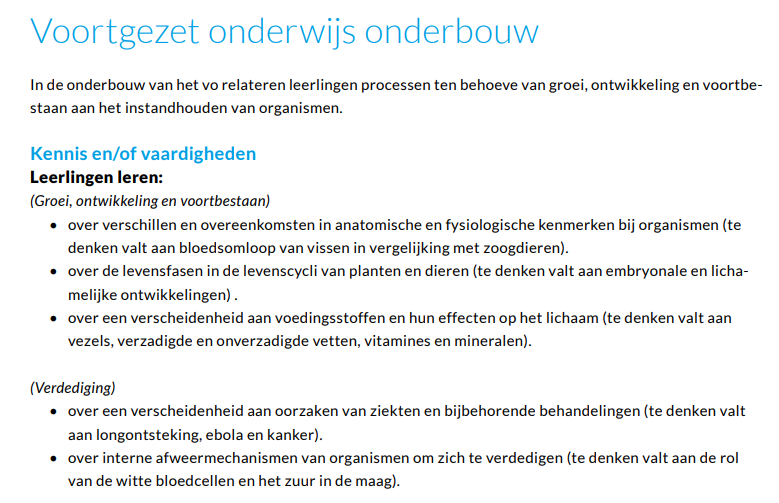 Voortgezet onderwijs onderbouw
In de onderbouw van het vo relateren leerlingen processen ten behoeve van groei, ontwikkeling en voortbe-
staan aan het instandhouden van organismen.
Kennis en/of vaardigheden
Leerlingen leren:
(Groei, ontwikkeling en voortbestaan)
• over verschillen en overeenkomsten in anatomische en fysiologische kenmerken bij organismen (te
denken valt aan bloedsomloop van vissen in vergelijking met zoogdieren).
• over de levensfasen in de levenscycli van planten en dieren (te denken valt aan embryonale en licha-
melijke ontwikkelingen) .
• over een verscheidenheid aan voedingsstoffen en hun effecten op het lichaam (te denken valt aan
vezels, verzadigde en onverzadigde vetten, vitamines en mineralen).
(Verdediging)
• over een verscheidenheid aan oorzaken van ziekten en bijbehorende behandelingen (te denken valt
aan longontsteking, ebola en kanker).
• over interne afweermechanismen van organismen om zich te verdedigen (te denken valt aan de rol
van de witte bloedcellen en het zuur in de maag).